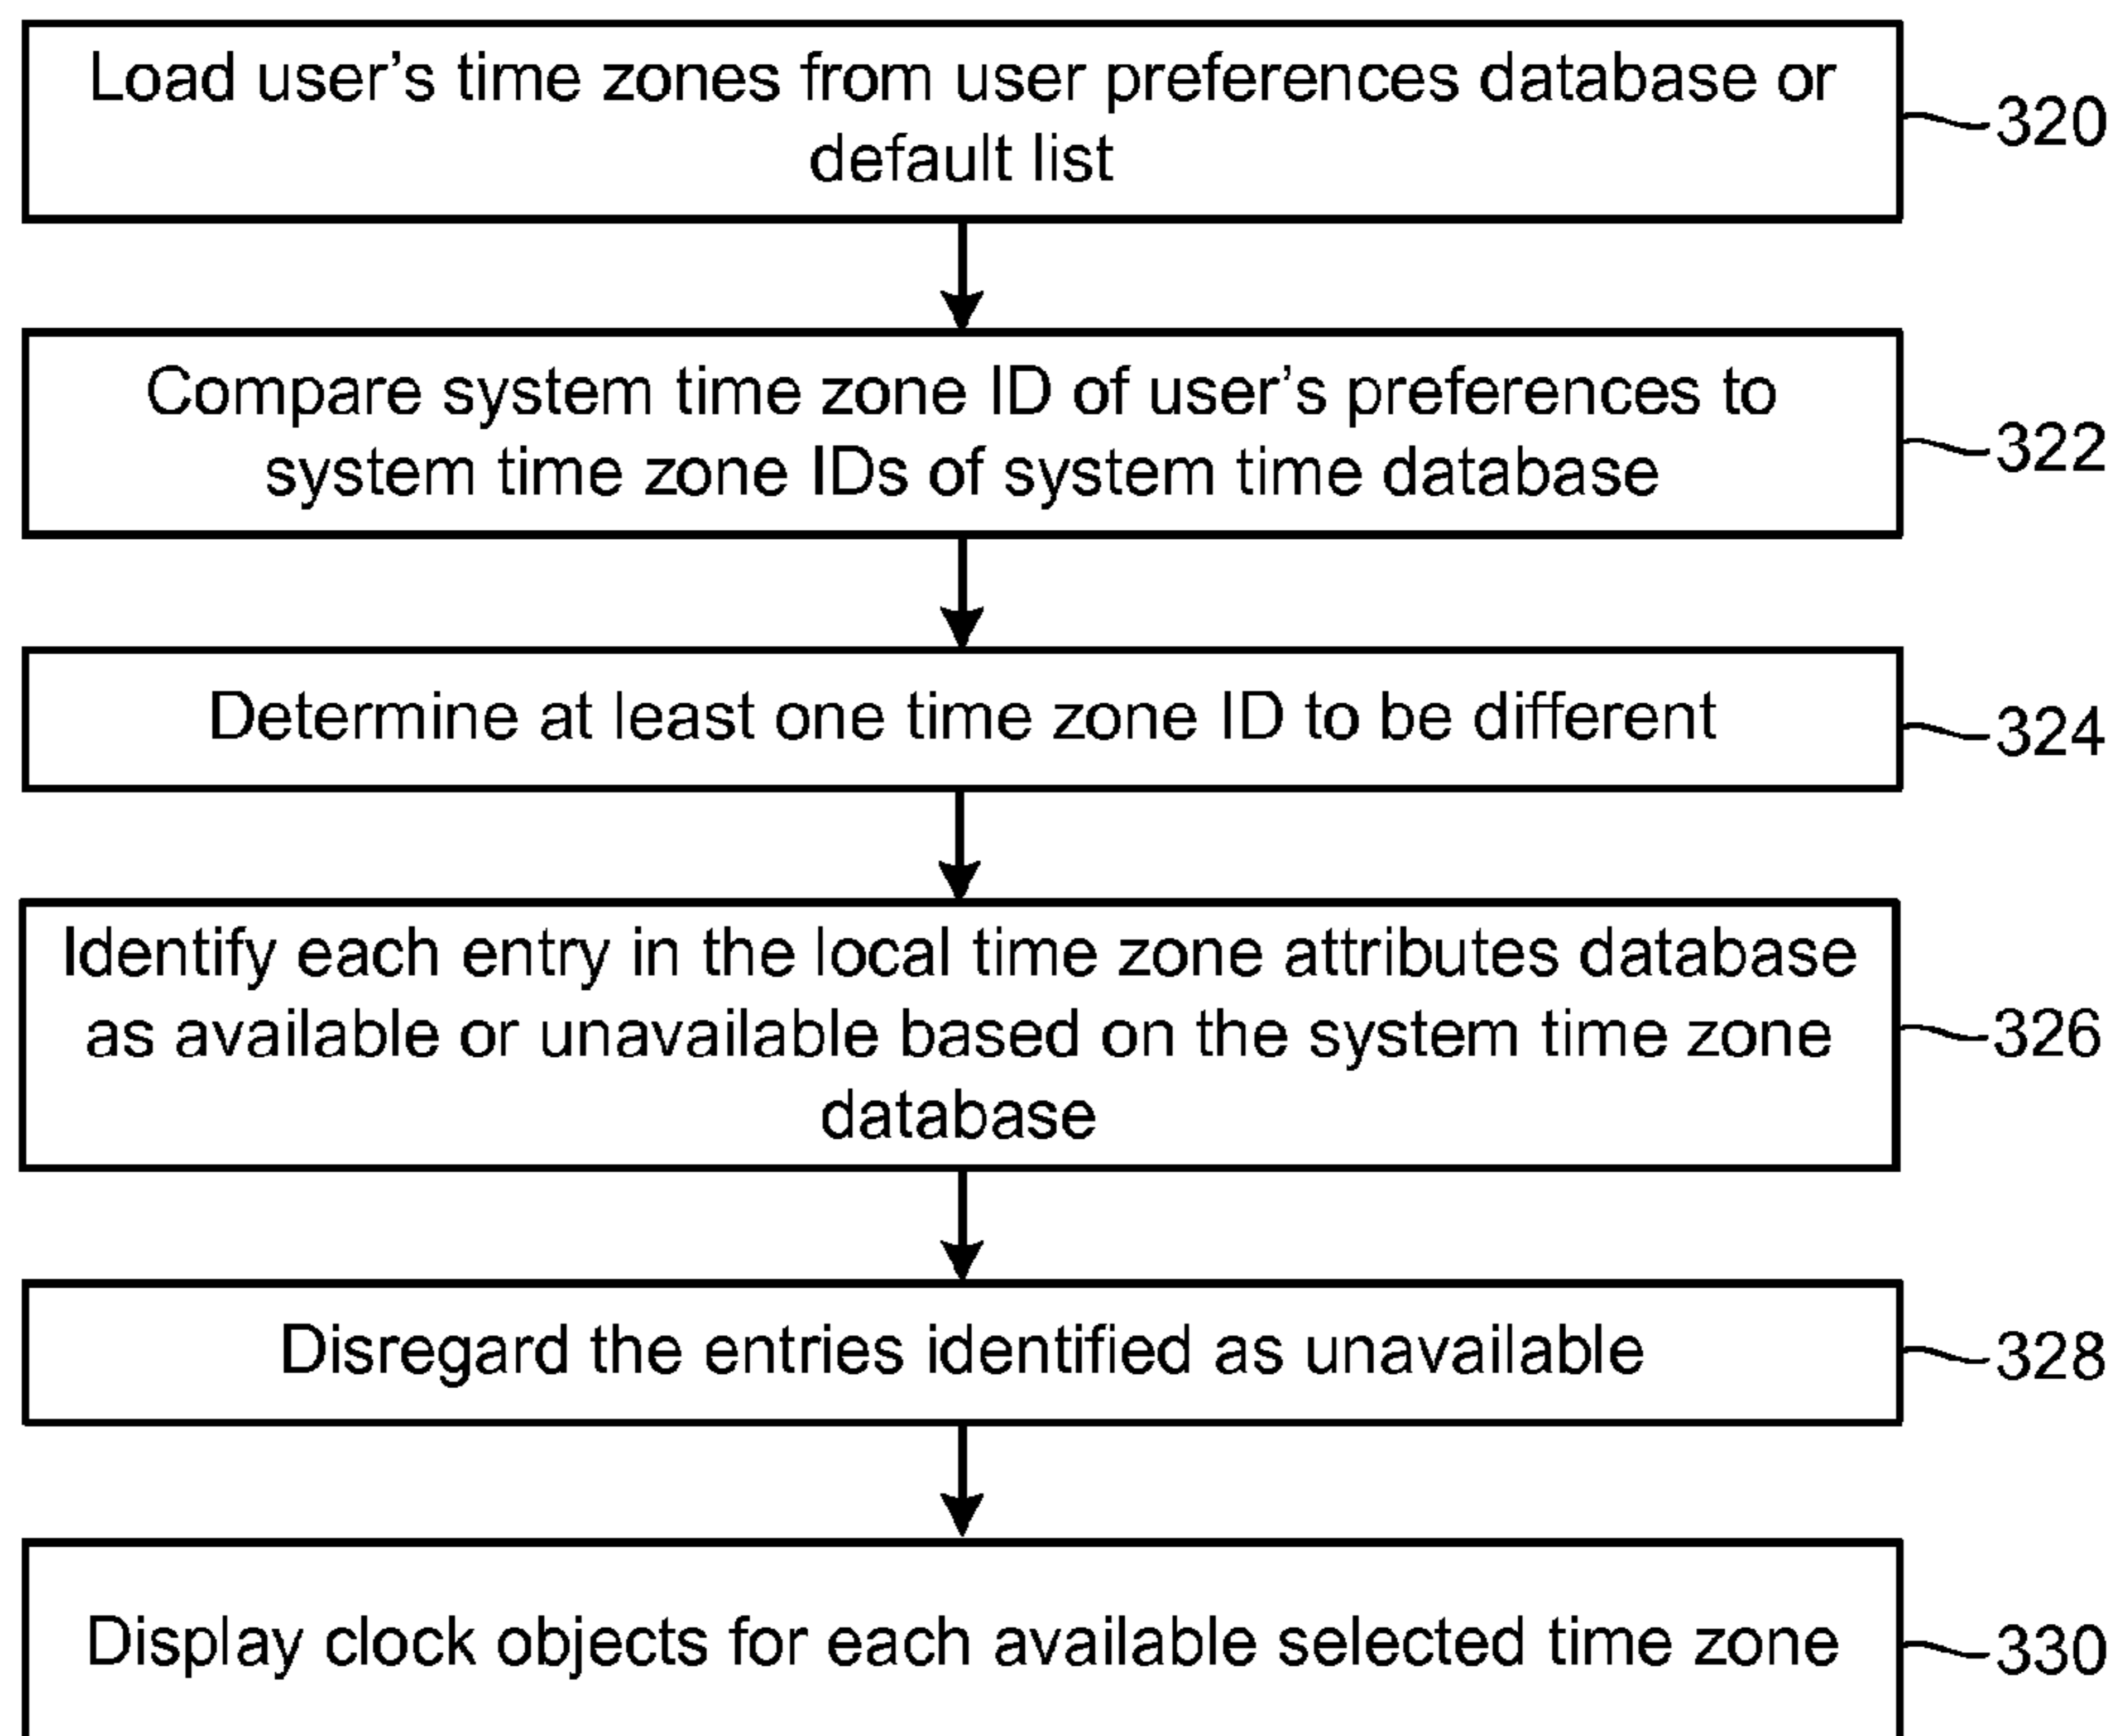 Load user's time zones from user preferences database or
default list
320
Compare system time zone ID of user's preferences to
system time zone IDs of system time database
322
Determine at least one time zone ID to be different
324
Identify each entry in the local time zone attributes database
as available or unavailable based on the system time zone
database
326
Disregard the entries identified as unavailable
328
Display clock objects for each available selected time zone
330